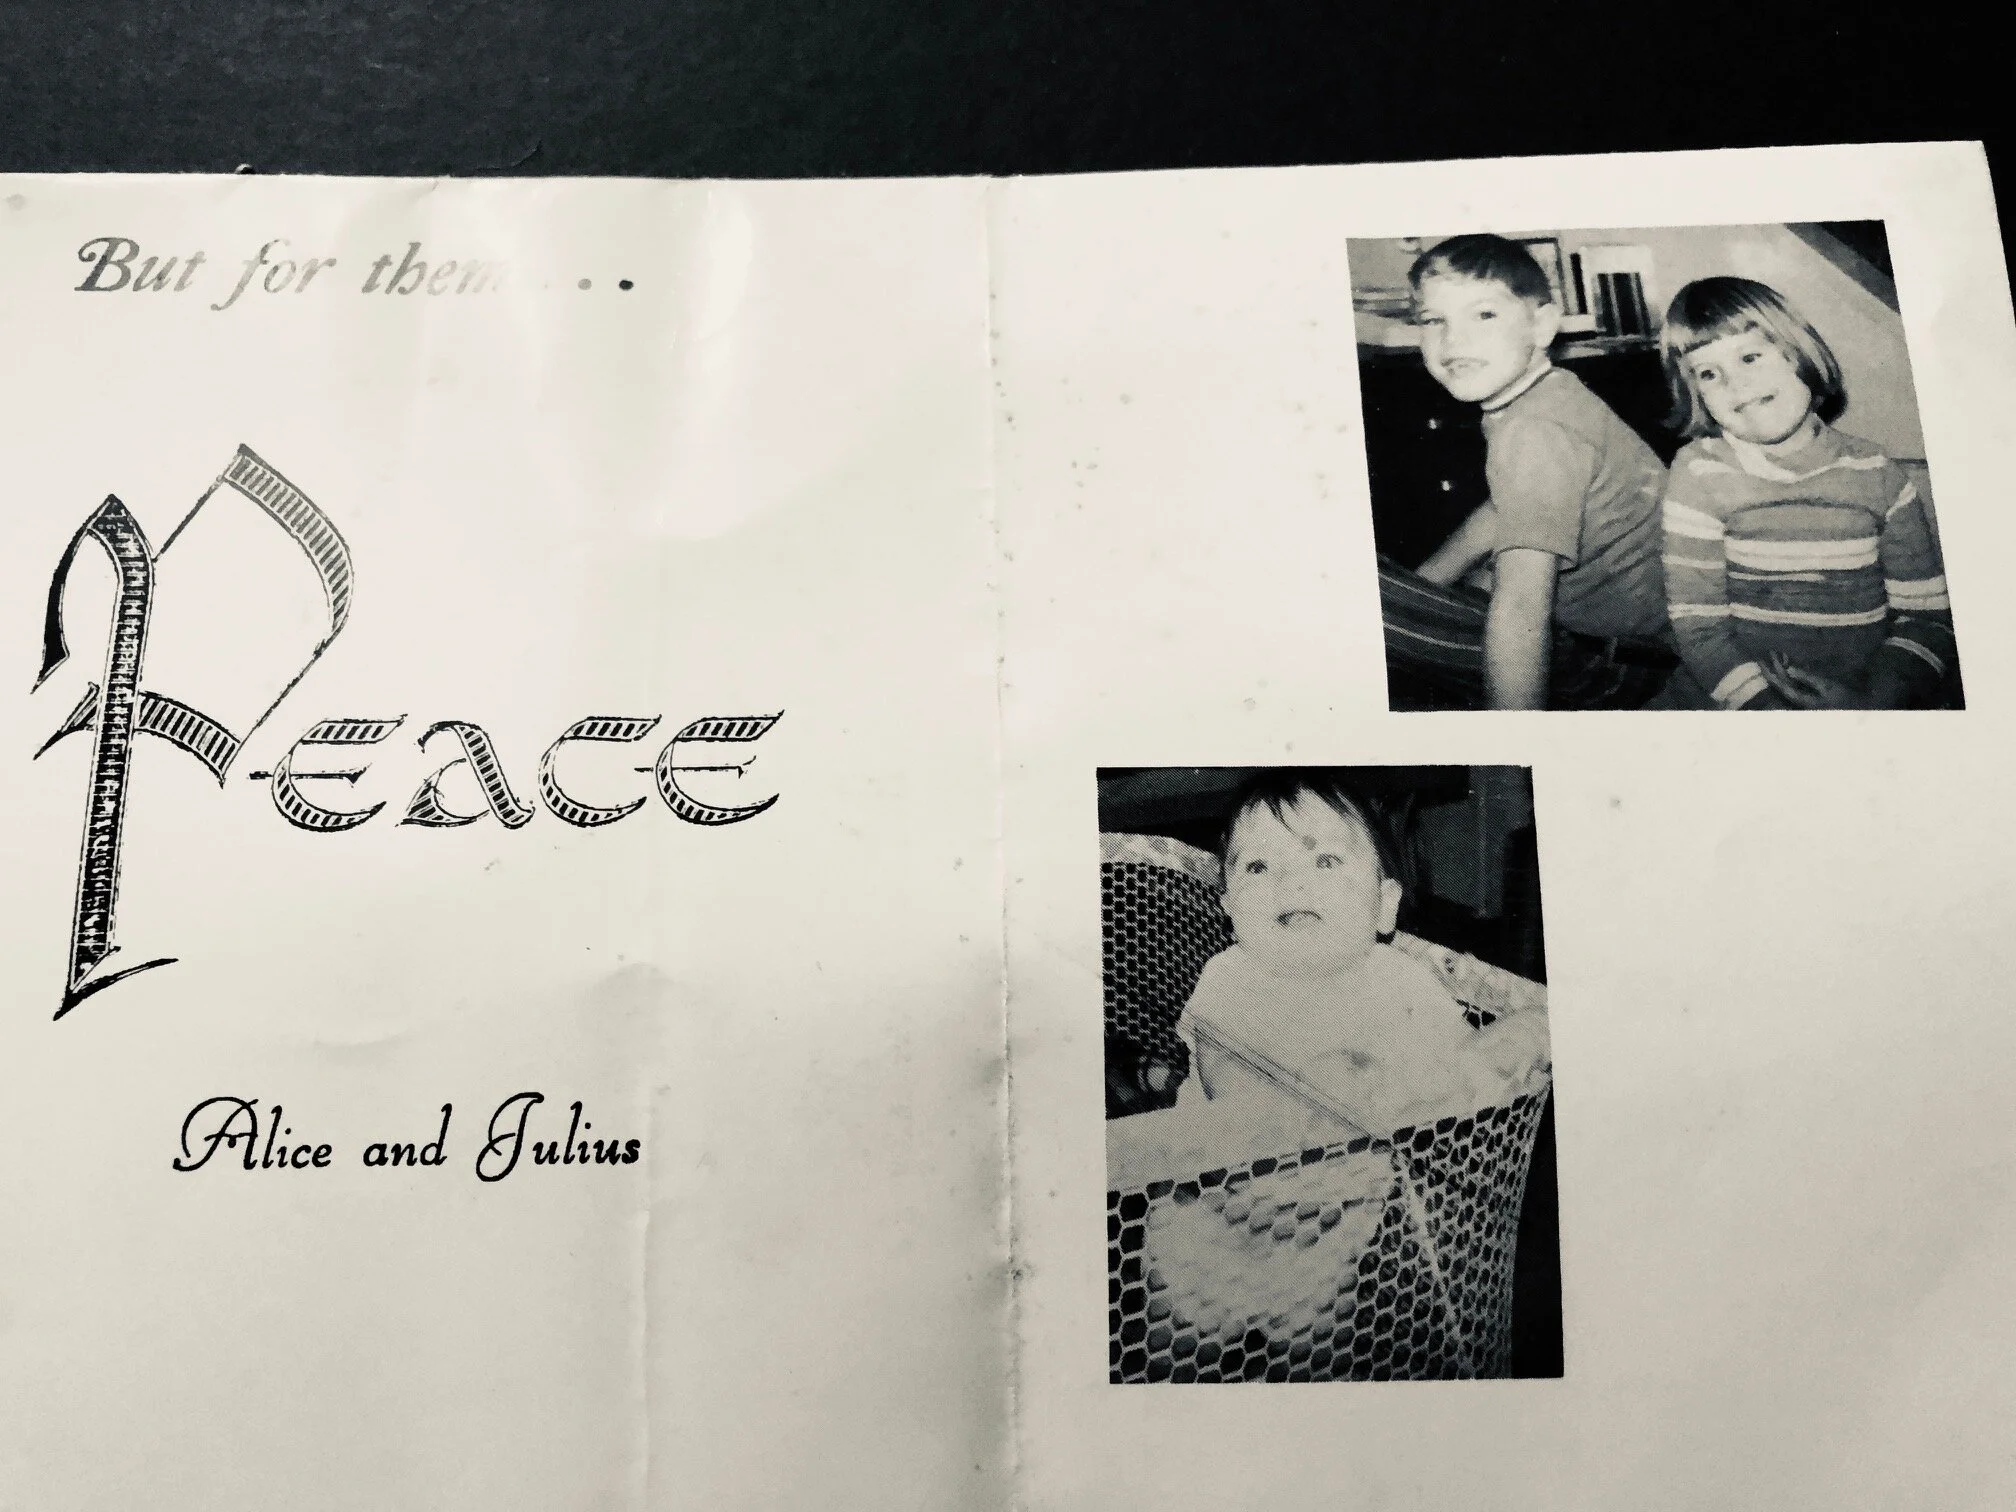 But for them . . .
Peace
Alice and Julius